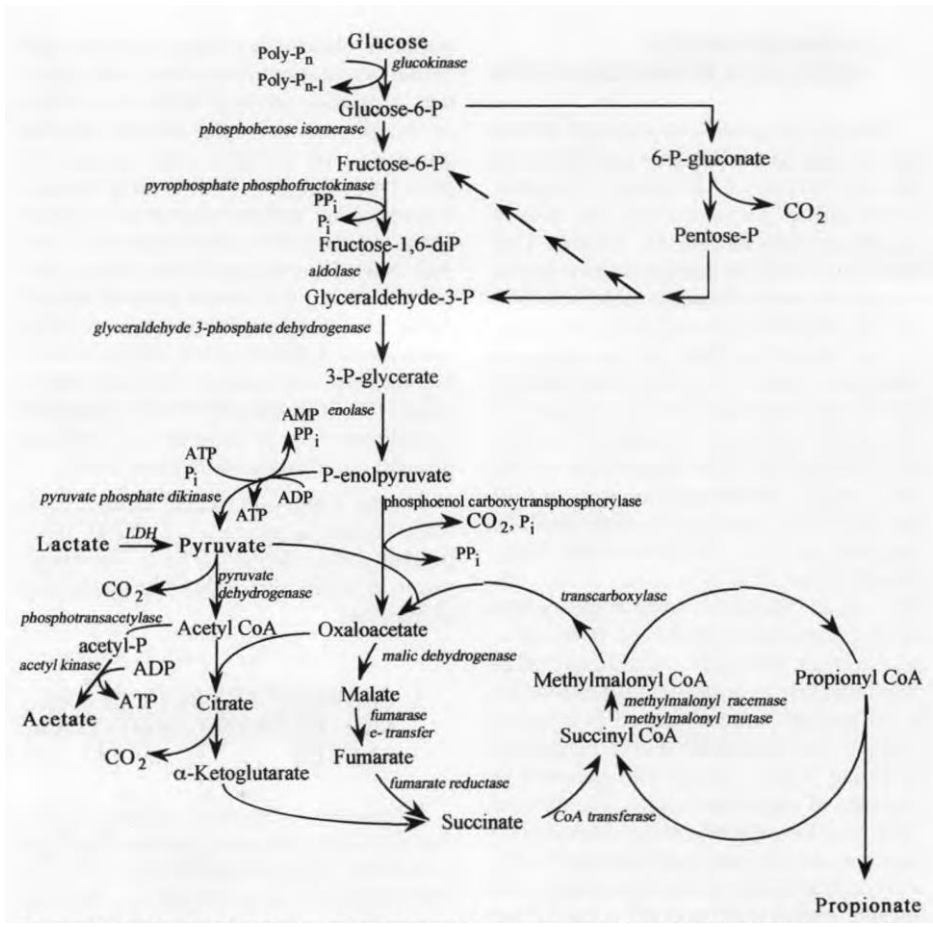 Glucose
Poly-Pn
glucokinase
Poly-Pn-1
Glucose-6-P
phosphohexose isomerase
Fructose-6-P
6-P-gluconate
pyrophosphate phosphofructokinase
PPi
Pi
CO2
Pentose-P
Fructose-1,6-diP
aldolase
Glyceraldehyde-3-P
glyceraldehyde 3-phosphate dehydrogenase
3-P-glycerate
enolase
AMP
PPi
ATP
Pi
P-enolpyruvate
pyruvate phosphate dikinase
ATP
ADP
phosphoenol carboxytransphosphorylase
CO2, Pi
PPi
Lactate
LDH
Pyruvate
CO2
pyruvate
dehydrogenase
transcarboxylase
phosphotransacetylase
Acetyl CoA
Oxaloacetate
acetyl-P
malic dehydrogenase
acetyl kinase
ADP
ATP
Acetate
Citrate
Malate
Methylmalonyl CoA
Propionyl CoA
methylmalonyl racemase
methylmalonyl mutase
fumarase
e- transfer
Succinyl CoA
CO2
Fumarate
α-Ketoglutarate
fumarate reductase
Succinate
CoA transferase
Propionate